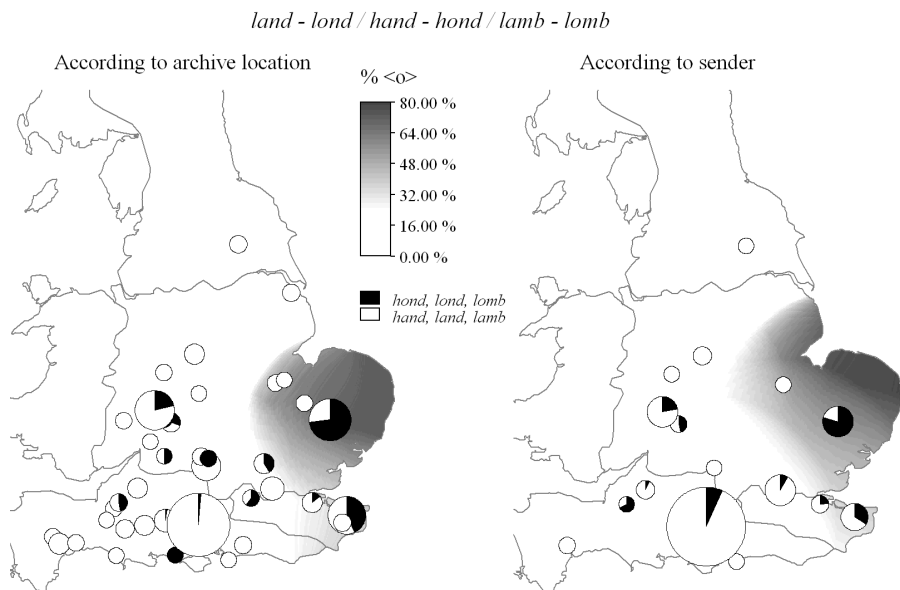 land - lond / hand - hond / lamb - lomb
According to archive location
According to sender
% <o>
80.00 %
64.00 %
48.00 %
32.00 %
16.00 %
0.00 %
hond, lond, lomb
hand, land, lamb